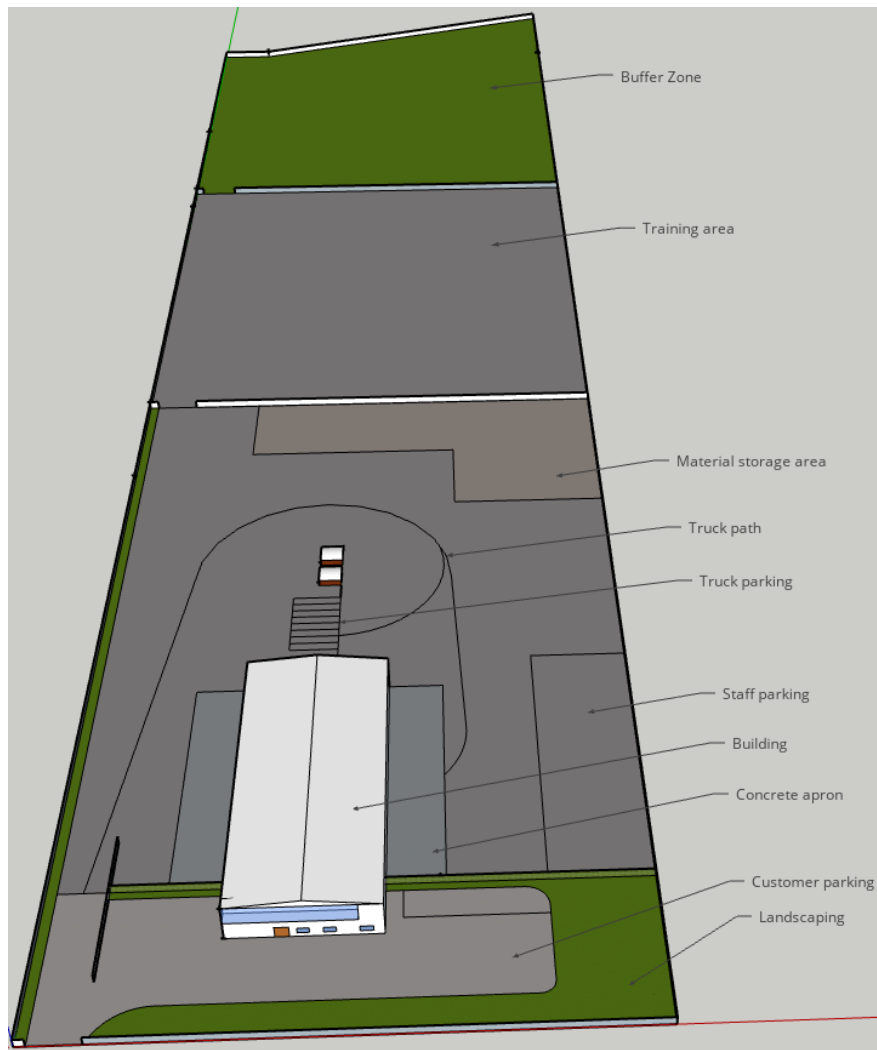 Buffer Zone
Training area
Material storage area
Truck path
Truck parking
Staff parking
Building
Concrete apron
Customer parking
Landscaping